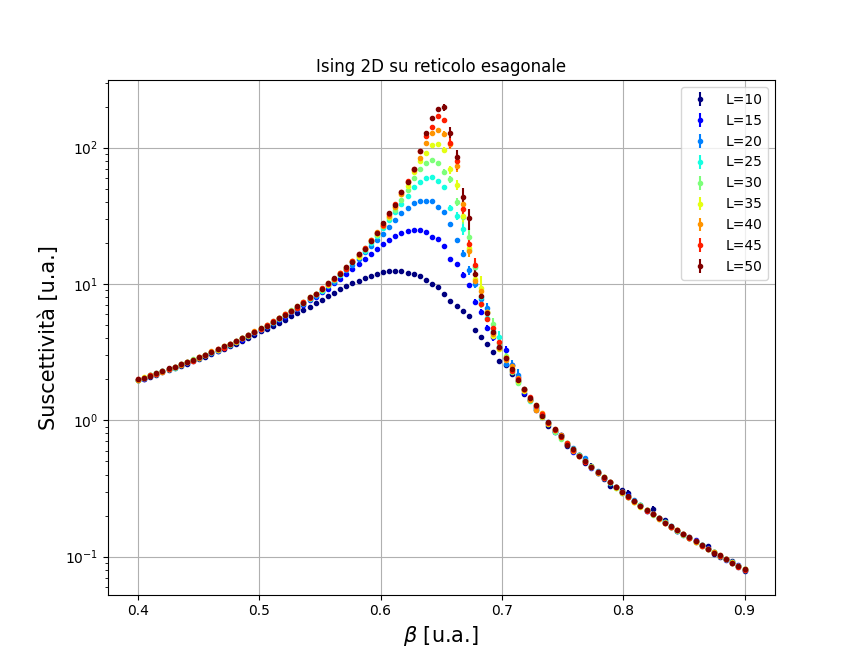 Ising 2D su reticolo esagonale
Suscettività [u.a.]
10²
10¹
10⁰
10⁻¹
L=10
L=15
L=20
L=25
L=30
L=35
L=40
L=45
L=50
0.4 0.5 0.6 0.7 0.8 0.9
β [u.a.]